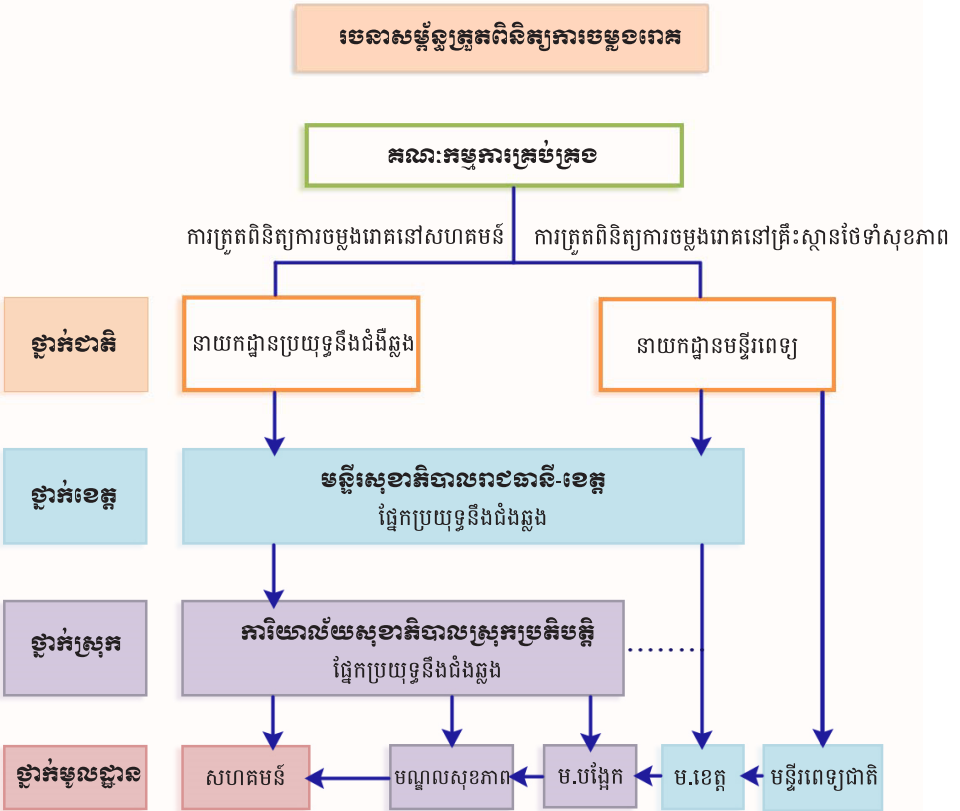 រចនាសម្ព័ន្ធត្រួតពិនិត្យការចម្លងរោគ
គណៈកម្មការគ្រប់គ្រង
ការត្រួតពិនិត្យការចម្លងរោគនៅសហគមន៍
ការត្រួតពិនិត្យការចម្លងរោគនៅគ្រឹះស្ថានថែទាំសុខភាព
ថ្នាក់ជាតិ
នាយកដ្ឋានប្រយុទ្ធនឹងជំងឺឆ្លង
នាយកដ្ឋានមន្ទីរពេទ្យ
ថ្នាក់ខេត្ត
មន្ទីរសុខាភិបាលរាជធានី-ខេត្ត
ផ្នែកប្រយុទ្ធនឹងជំងឆ្លង
ថ្នាក់ស្រុក
ការិយាល័យសុខាភិបាលស្រុកប្រតិបត្តិ
ផ្នែកប្រយុទ្ធនឹងជំងឆ្លង
ថ្នាក់មូលដ្ឋាន
សហគមន៍
មណ្ឌលសុខភាព
ម.បង្អែក
ម.ខេត្ត
មន្ទីរពេទ្យជាតិ